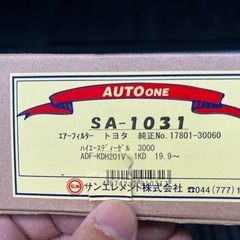 AUTO ONE
SA-1031
エアーフィルター トヨタ 純正No.17801-30060
ハイエースディーゼル 3000
ADF-KDH201V 1KD 19.9～
サンエレメント株式会社 ☎044(777)1